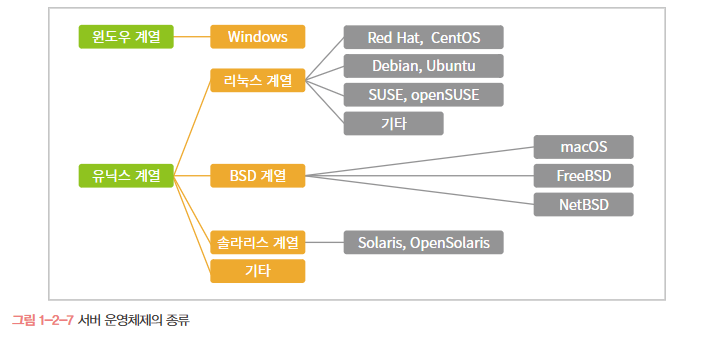 윈도우 계열
Windows
Red Hat, CentOS
Debian, Ubuntu
리눅스 계열
SUSE, openSUSE
기타
macOS
유닉스 계열
BSD 계열
FreeBSD
NetBSD
솔라리스 계열
Solaris, OpenSolaris
기타
그림 1-2-7 서버 운영체제의 종류